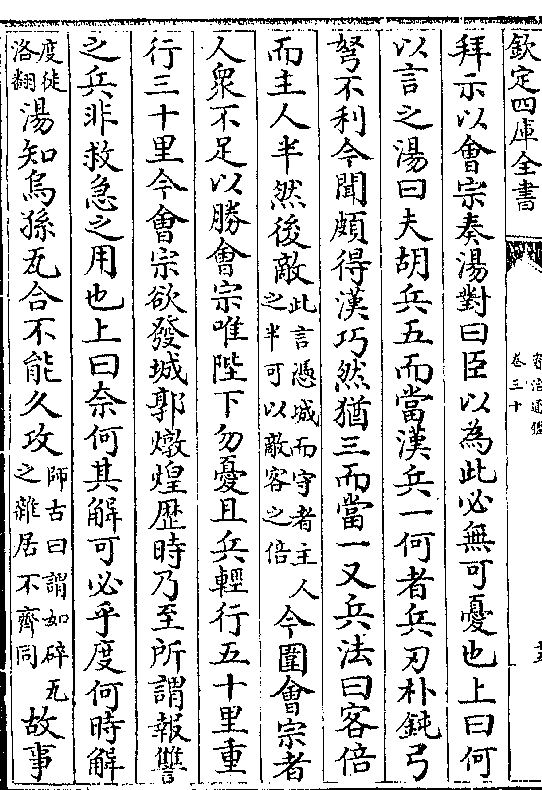 欽定四庫全書
資治通鑑
卷三十
拜示以會宗奏湯對曰臣以為此必無可憂也上曰何
以言之湯曰夫胡兵五而當漢兵一何者兵刃朴鈍弓
弩不利今聞頗得漢巧然猶三而當一又兵法曰客倍
而主人半然後敵此言憑城而守者主人之半可以敵客之倍今圍會宗者
人衆不足以勝會宗唯陛下勿憂且兵輕行五十里重
行三十里今會宗欲發城郭燉煌歴時乃至所謂報讐
之兵非救急之用也上曰奈何其解可必乎度何時解
度徒洛翻湯知烏孫瓦合不能久攻師古曰謂如碎瓦之雜居不齊同故事